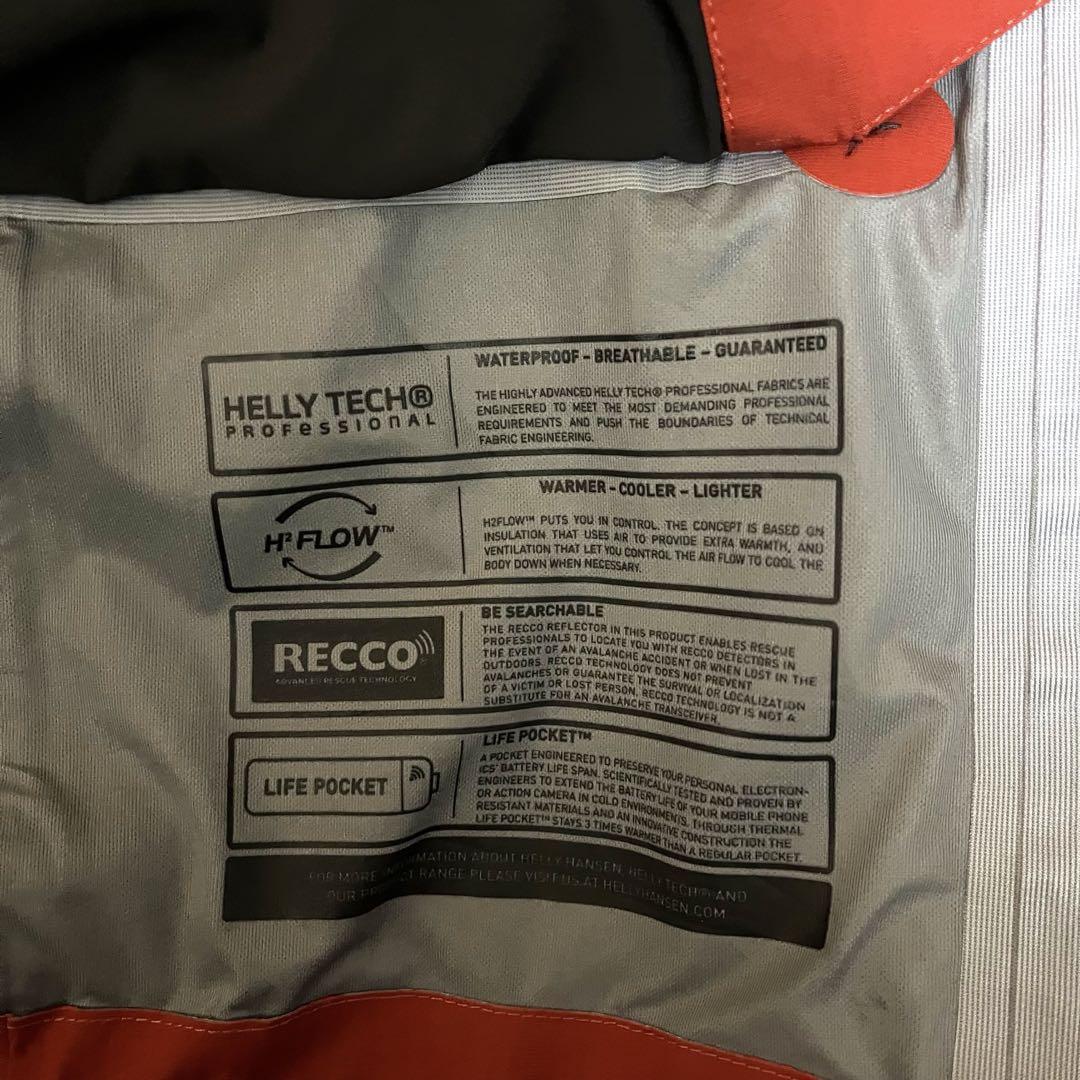 HELLY TECH®
PROFESSIONAL
WATERPROOF - BREATHABLE - GUARANTEED
THE HIGHLY ADVANCED HELLY TECH® PROFESSIONAL FABRICS ARE
ENGINEERED TO MEET THE MOST DEMANDING PROFESSIONAL
REQUIREMENTS AND PUSH THE BOUNDARIES OF TECHNICAL
FABRIC ENGINEERING.
H² FLOW™
WARMER - COOLER - LIGHTER
H2FLOW™ PUTS YOU IN CONTROL. THE CONCEPT IS BASED ON
INSULATION THAT USES AIR TO PROVIDE EXTRA WARMTH, AND
VENTILATION THAT LET YOU CONTROL THE AIR FLOW TO COOL THE
BODY DOWN WHEN NECESSARY.
RECCO
ADVANCED RESCUE TECHNOLOGY
BE SEARCHABLE
THE RECCO REFLECTOR IN THIS PRODUCT ENABLES RESCUE
PROFESSIONALS TO LOCATE YOU WITH RECCO DETECTORS IN
THE EVENT OF AN AVALANCHE ACCIDENT OR WHEN LOST IN THE
OUTDOORS. RECCO TECHNOLOGY DOES NOT PREVENT
AVALANCHES OR GUARANTEE THE SURVIVAL OR LOCALIZATION
OF A VICTIM OR LOST PERSON. RECCO TECHNOLOGY IS NOT A
SUBSTITUTE FOR AN AVALANCHE TRANSCEIVER.
LIFE POCKET
LIFE POCKET™
A POCKET ENGINEERED TO PRESERVE YOUR PERSONAL ELECTRON-
ICS' BATTERY LIFE SPAN. SCIENTIFICALLY TESTED AND PROVEN BY
ENGINEERS TO EXTEND THE BATTERY LIFE OF YOUR MOBILE PHONE
OR ACTION CAMERA IN COLD ENVIRONMENTS. THROUGH THERMAL
RESISTANT MATERIALS AND AN INNOVATIVE CONSTRUCTION THE
LIFE POCKET™ STAYS 3 TIMES WARMER THAN A REGULAR POCKET.
FOR MORE INFORMATION ABOUT HELLY HANSEN, HELLY TECH® AND
OUR PRODUCT RANGE PLEASE VISIT US AT HELLYHANSEN.COM